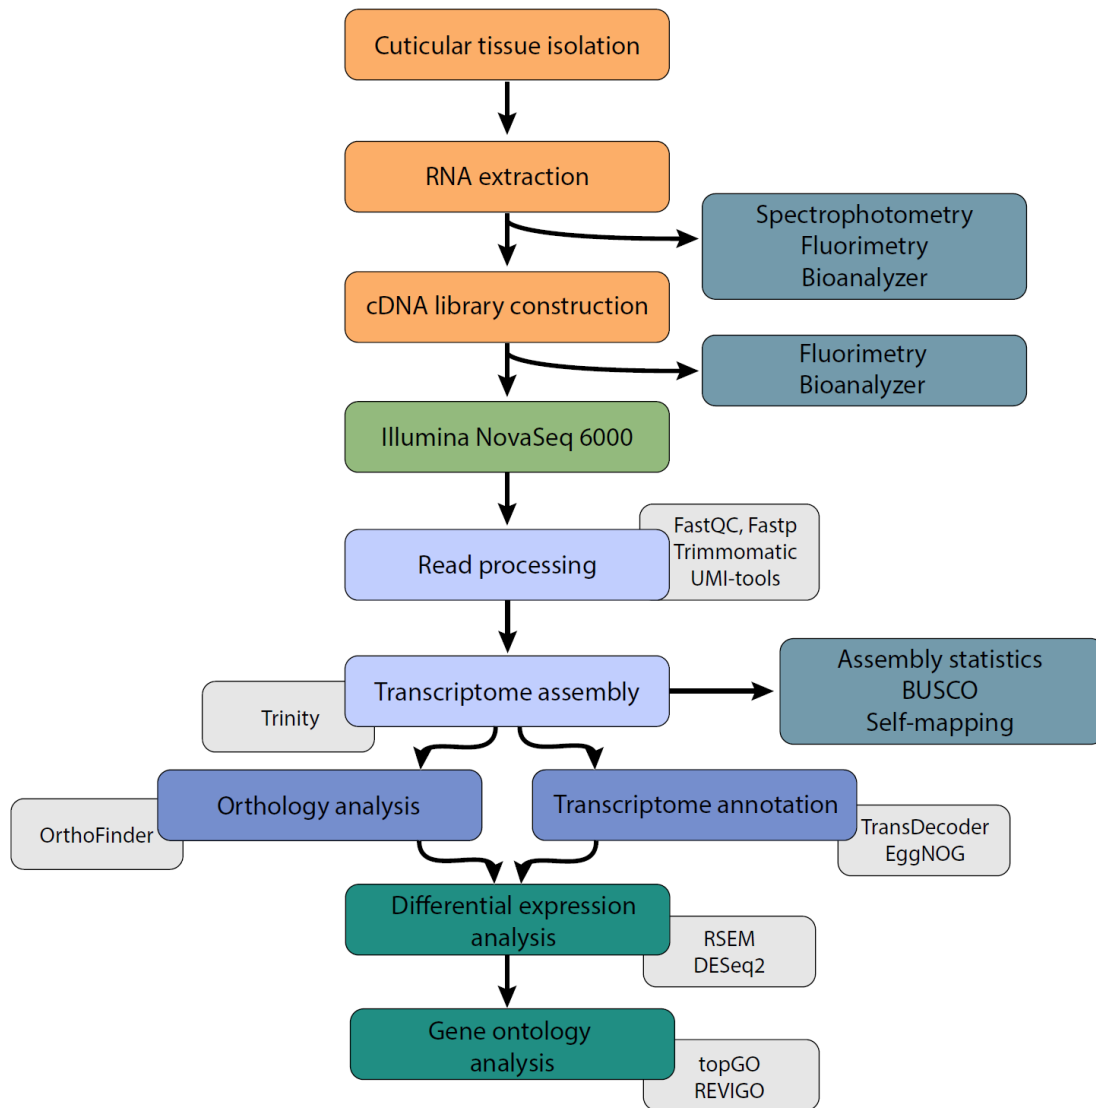 Cuticular tissue isolation
RNA extraction
Spectrophotometry
Fluorimetry
Bioanalyzer
cDNA library construction
Fluorimetry
Bioanalyzer
Illumina NovaSeq 6000
Read processing
FastQC, Fastp
Trimmomatic
UMI-tools
Transcriptome assembly
Trinity
Assembly statistics
BUSCO
Self-mapping
Orthology analysis
OrthoFinder
Transcriptome annotation
TransDecoder
EggNOG
Differential expression
analysis
RSEM
DESeq2
Gene ontology
analysis
topGO
REVIGO